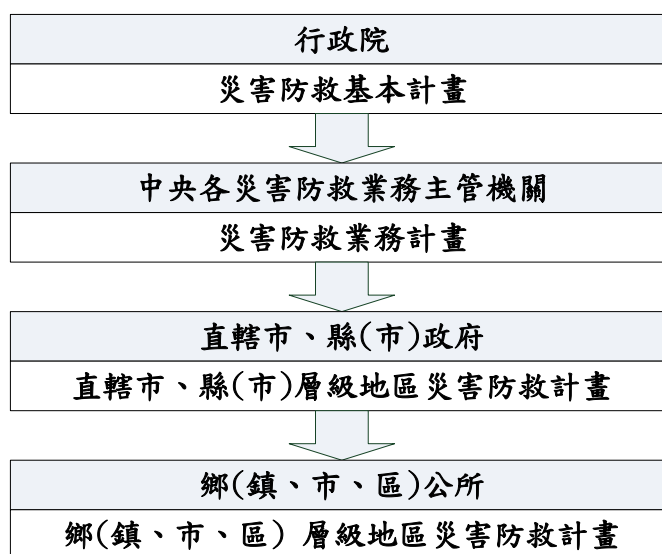 行政院
災害防救基本計畫
中央各災害防救業務主管機關
災害防救業務計畫
直轄市、縣(市)政府
直轄市、縣(市)層級地區災害防救計畫
鄉(鎮、市、區)公所
鄉(鎮、市、區) 層級地區災害防救計畫